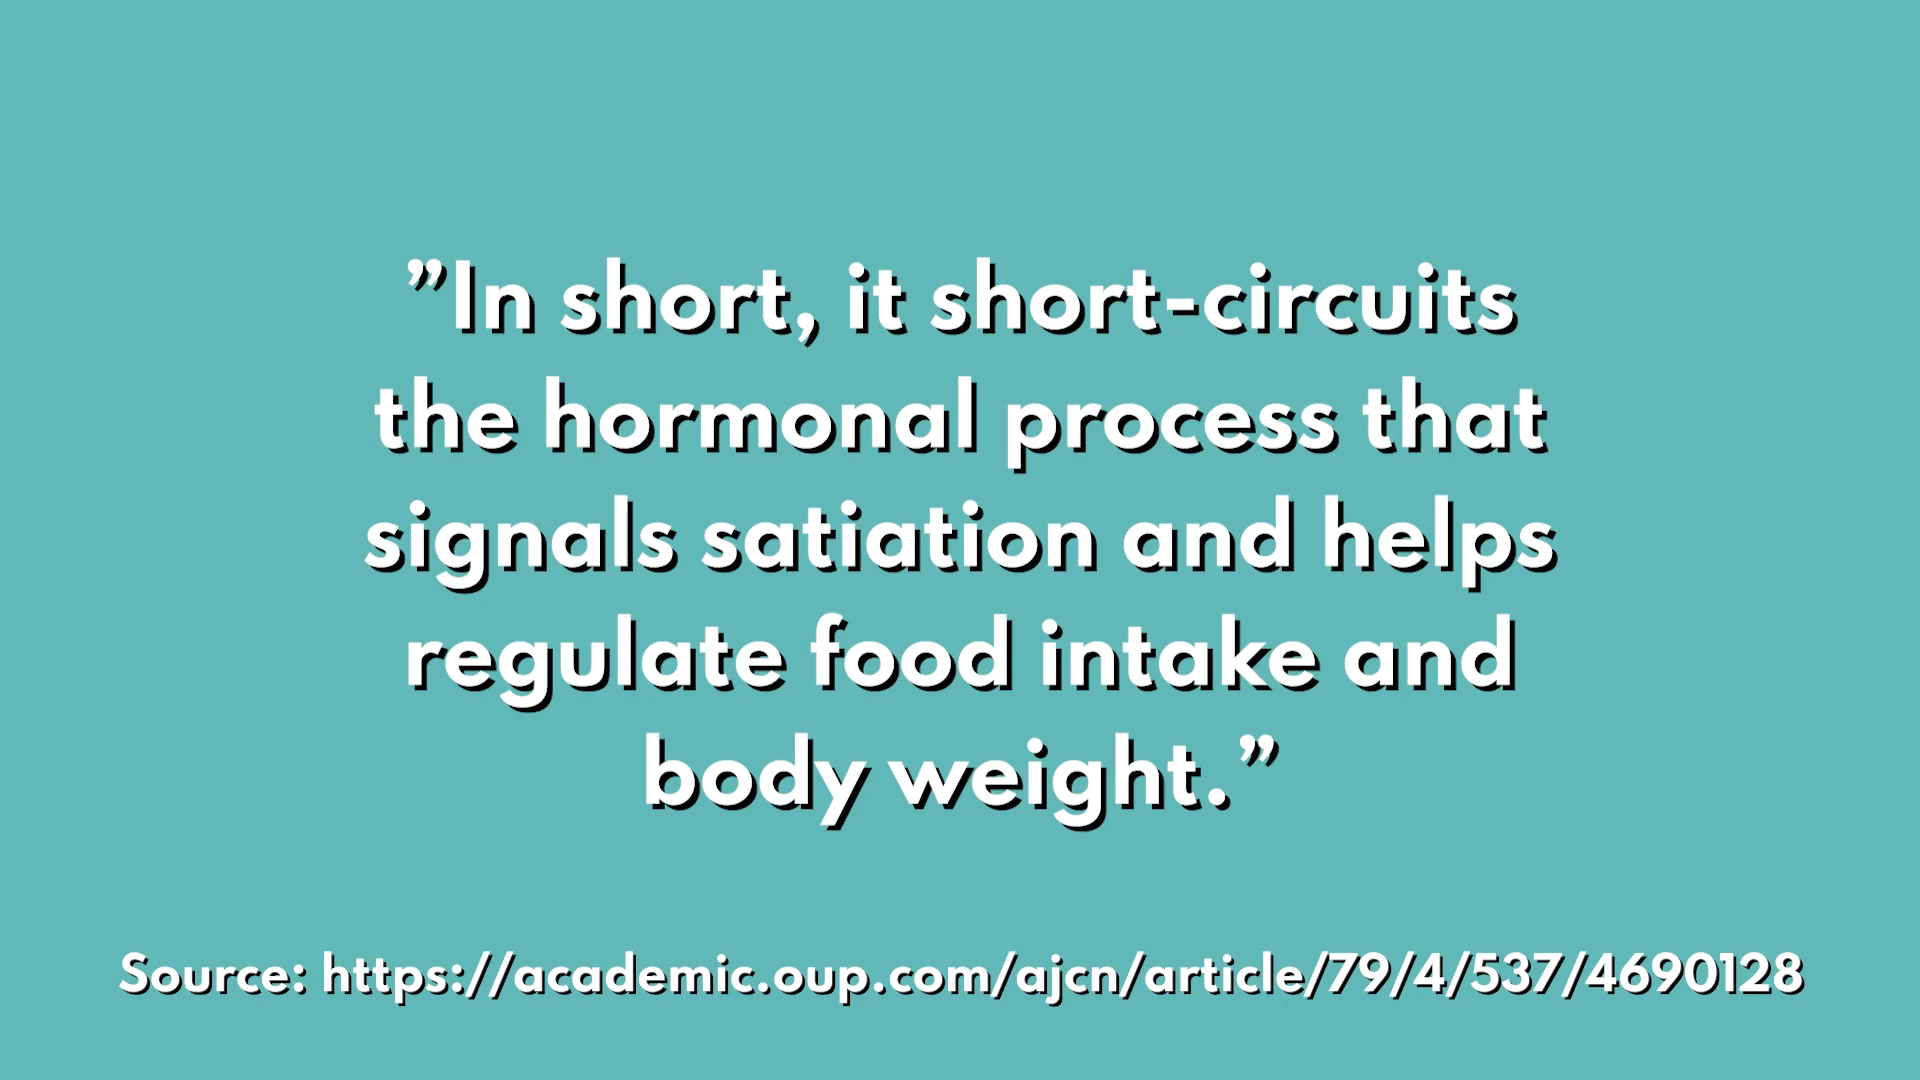 ”In short, it short-circuits
the hormonal process that
signals satiation and helps
regulate food intake and
body weight.”
Source: https://academic.oup.com/ajcn/article/79/4/537/4690128